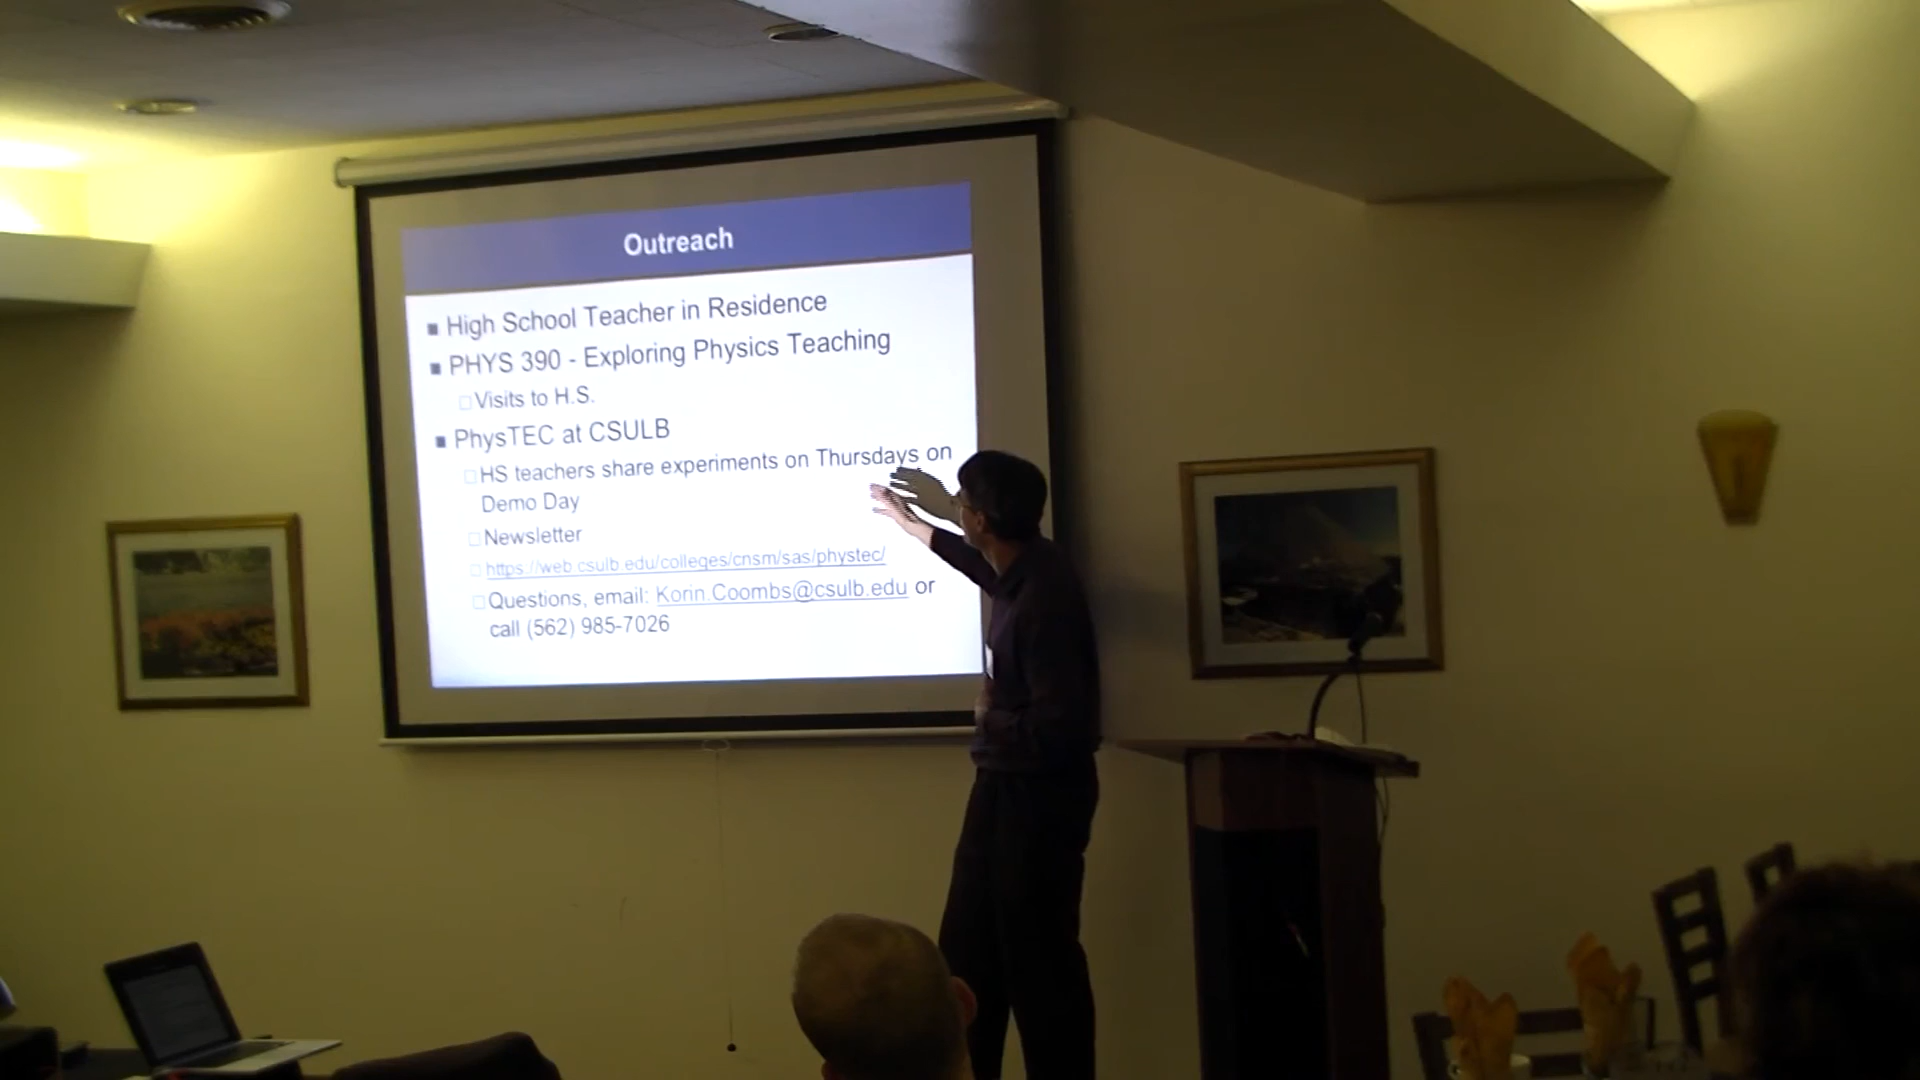 Outreach
High School Teacher in Residence
PHYS 390 - Exploring Physics Teaching
Visits to H.S.
PhysTEC at CSULB
HS teachers share experiments on Thursdays on
Demo Day
Newsletter
https://web.csulb.edu/colleges/cnsm/sas/phystec/
Questions, email: Korin.Coombs@csulb.edu or
call (562) 985-7026